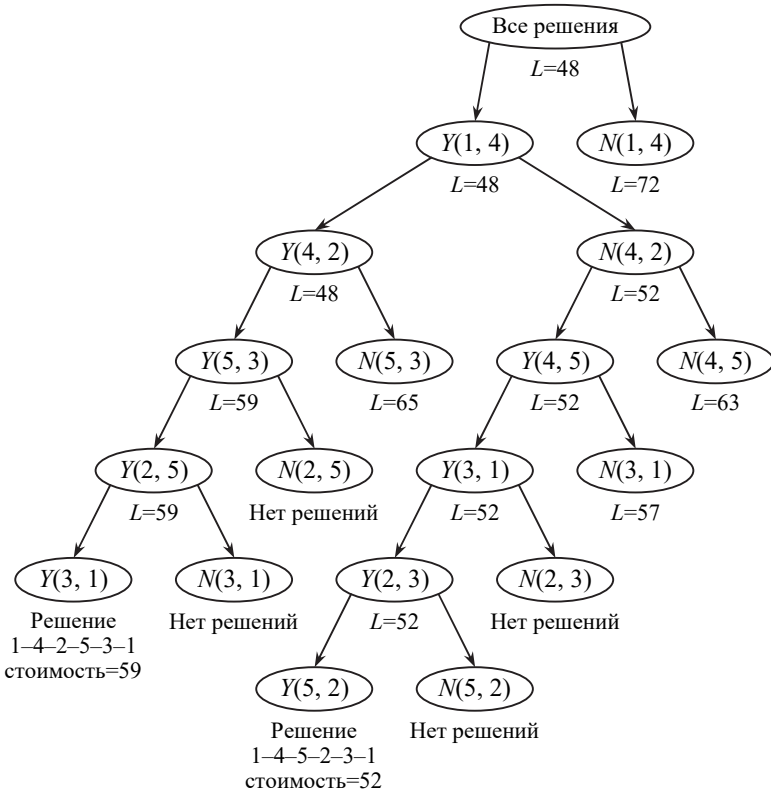 Все решения
L=48
Y(1, 4)
N(1, 4)
L=48
L=72
Y(4, 2)
N(4, 2)
L=48
L=52
Y(5, 3)
N(5, 3)
Y(4, 5)
N(4, 5)
L=59
L=65
L=52
L=63
Y(2, 5)
N(2, 5)
Y(3, 1)
N(3, 1)
L=59
Нет решений
L=52
L=57
Y(3, 1)
N(3, 1)
Y(2, 3)
N(2, 3)
Решение
1–4–2–5–3–1
стоимость=59
Нет решений
L=52
Нет решений
Y(5, 2)
N(5, 2)
Решение
1–4–5–2–3–1
стоимость=52
Нет решений